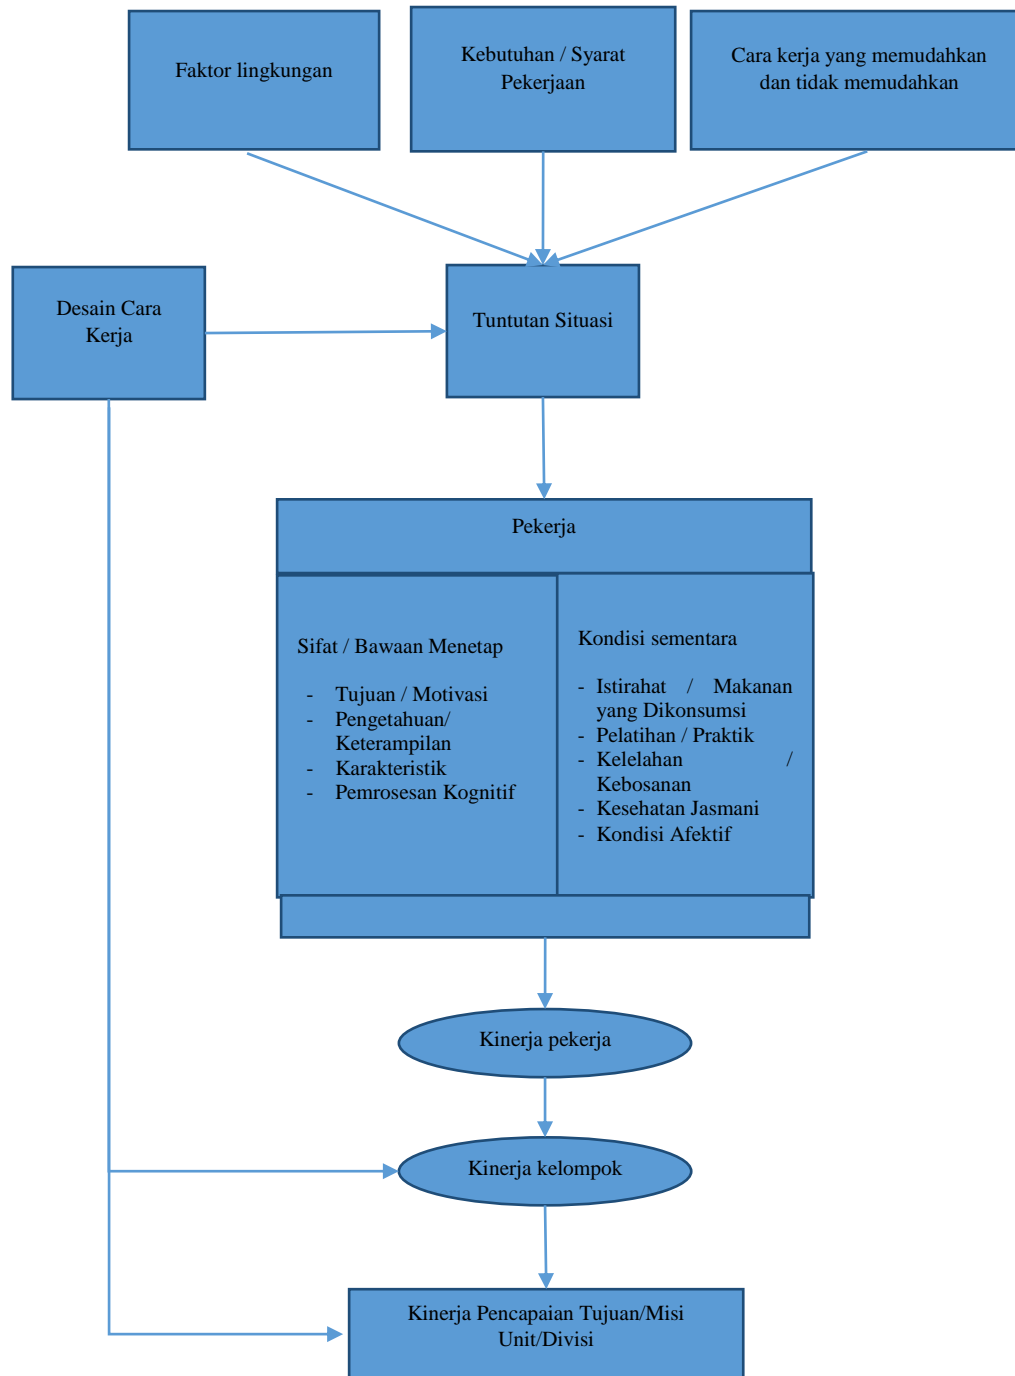 Faktor lingkungan
Kebutuhan / Syarat
Pekerjaan
Cara kerja yang memudahkan
dan tidak memudahkan
Desain Cara
Kerja
Tuntutan Situasi
Pekerja
Sifat / Bawaan Menetap
- Tujuan / Motivasi
- Pengetahuan/
Keterampilan
- Karakteristik
- Pemrosesan Kognitif
Kondisi sementara
- Istirahat / Makanan
yang Dikonsumsi
- Pelatihan / Praktik
- Kelelahan /
Kebosanan
- Kesehatan Jasmani
- Kondisi Afektif
Kinerja pekerja
Kinerja kelompok
Kinerja Pencapaian Tujuan/Misi
Unit/Divisi